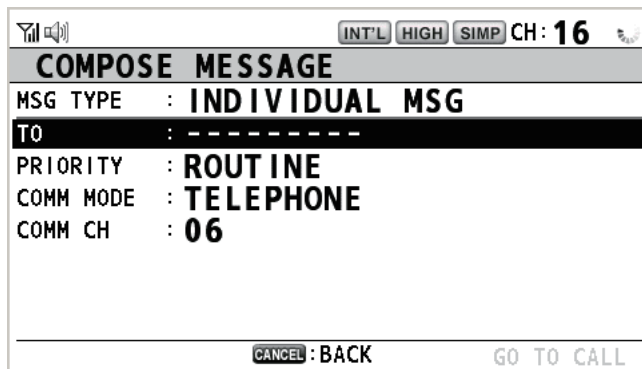 INT'L HIGH SIMP CH: 16
COMPOSE MESSAGE
MSG TYPE : INDIVIDUAL MSG
TO : ---------
PRIORITY : ROUTINE
COMM MODE : TELEPHONE
COMM CH : 06
CANCEL : BACK GO TO CALL